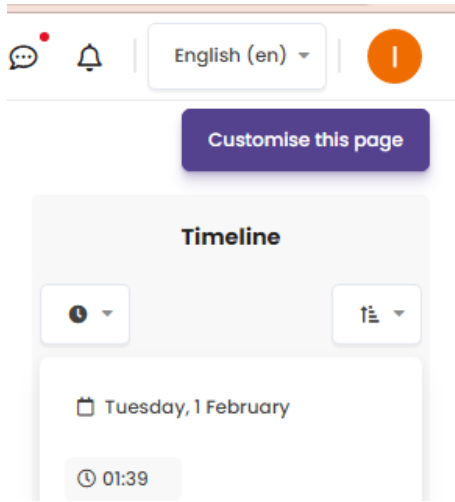 English (en)
I
Customise this page
Timeline
Tuesday, 1 February
01:39